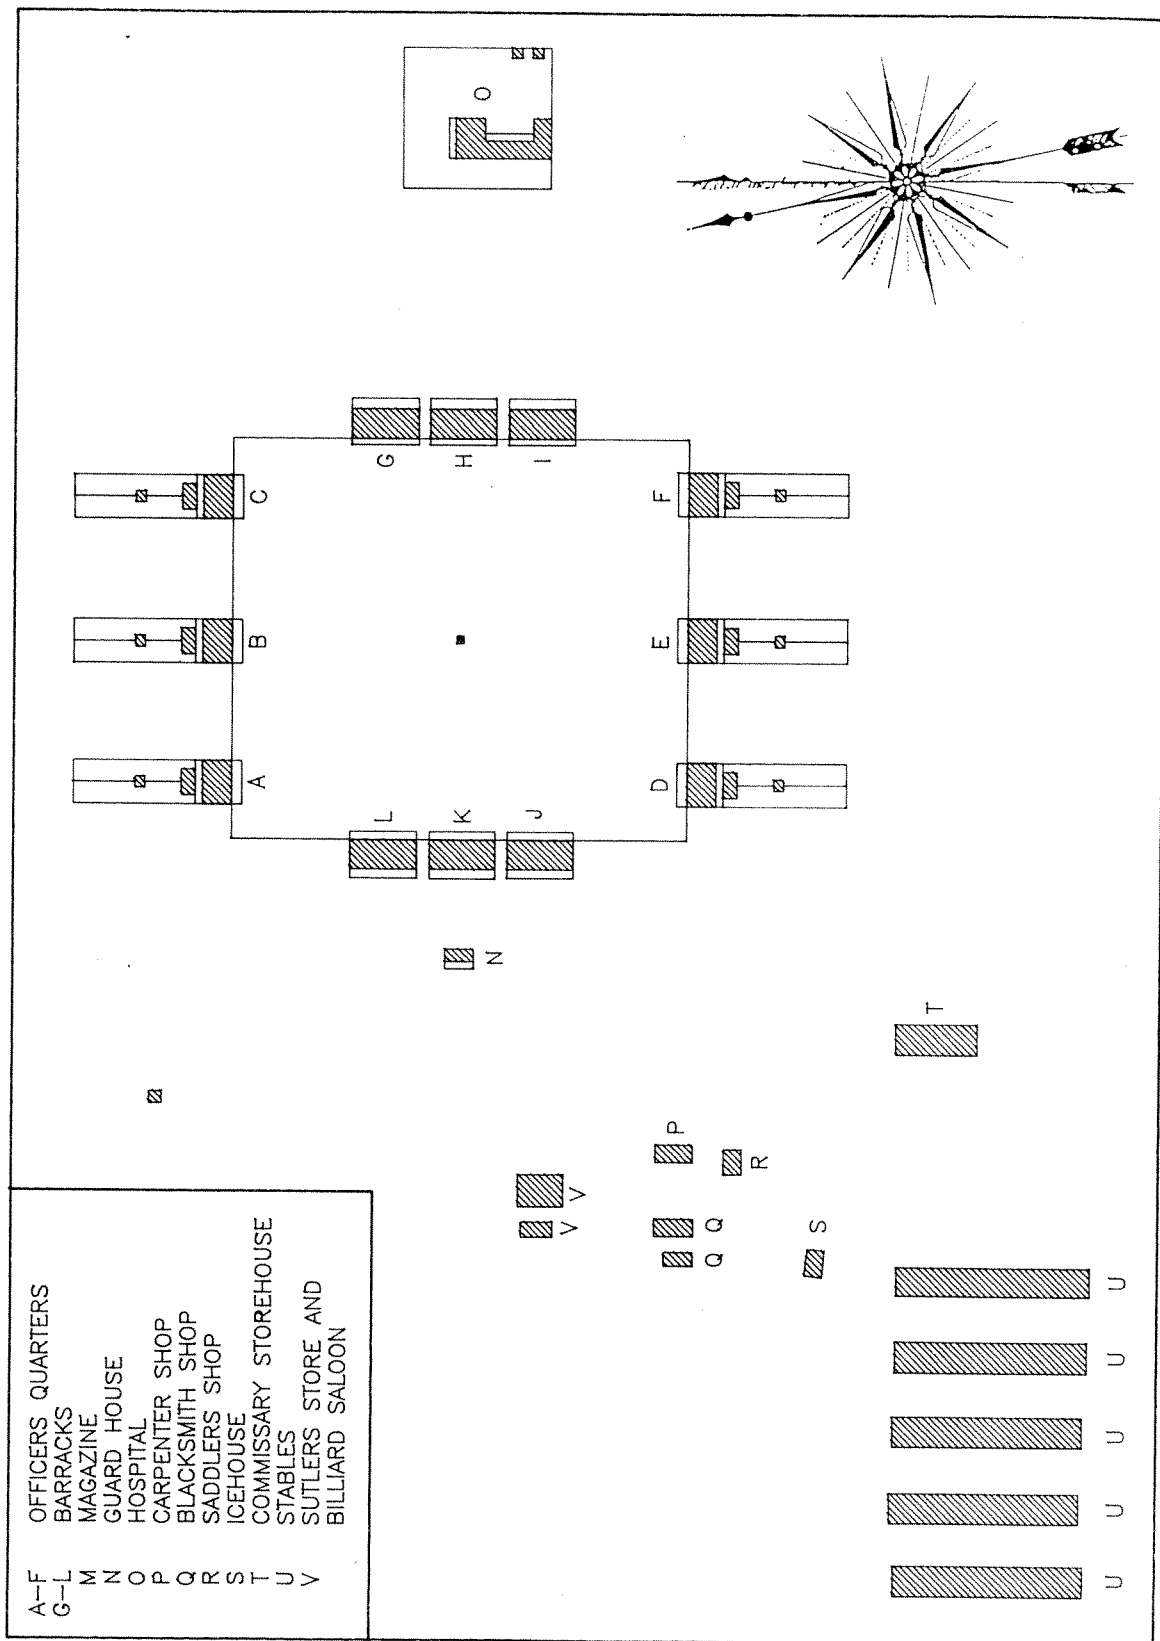 A–F OFFICERS QUARTERS
G–L BARRACKS
M MAGAZINE
N GUARD HOUSE
O HOSPITAL
P CARPENTER SHOP
Q BLACKSMITH SHOP
R SADDLERS SHOP
S ICEHOUSE
T COMMISSARY STOREHOUSE
U STABLES
V SUTLERS STORE AND
BILLIARD SALOON
A
B
C
L
G
K
H
O
J
I
N
D
E
F
V
V
P
Q
Q
R
S
T
U
U
U
U
U